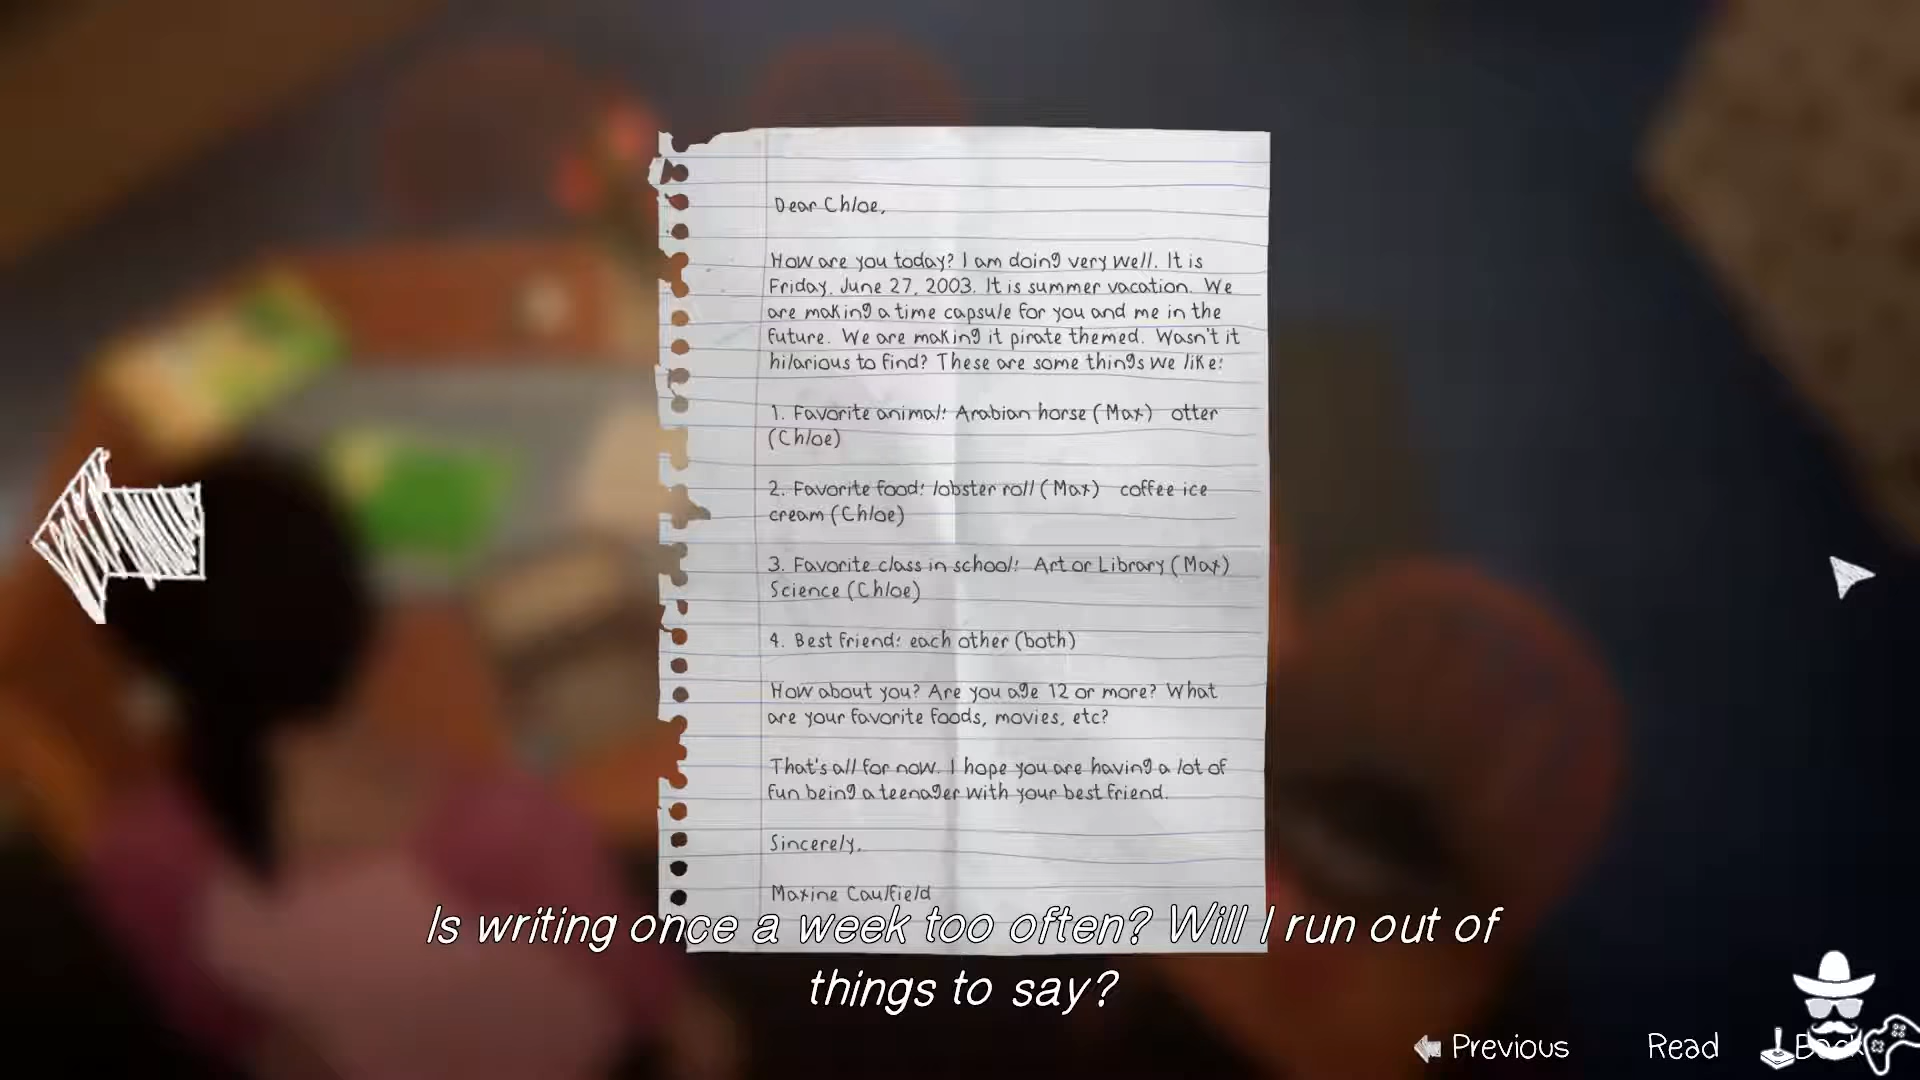 Dear Chloe,
How are you today? I am doing very well. It is
Friday, June 27, 2003. It is summer vacation. We
are making a time capsule for you and me in the
future. We are making it pirate themed. Wasn't it
hilarious to find? These are some things we like:
1. Favorite animal: Arabian horse (Max) otter
(Chloe)
2. Favorite food: lobster roll (Max) coffee ice
cream (Chloe)
3. Favorite class in school: Art or Library (Max)
Science (Chloe)
4. Best friend: each other (both)
How about you? Are you age 12 or more? What
are your favorite foods, movies, etc?
That's all for now. I hope you are having a lot of
fun being a teenager with your best friend.
Sincerely,
Maxine Caulfield
Is writing once a week too often? Will I run out of
things to say?
Previous Read Back